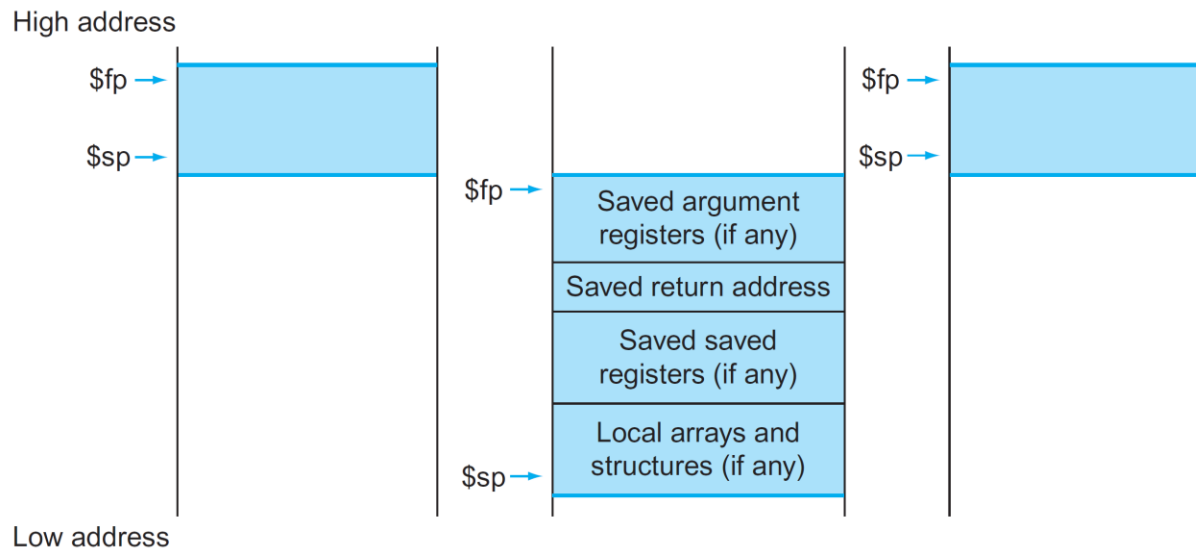 High address
$fp
$sp
$fp
Saved argument
registers (if any)
Saved return address
Saved saved
registers (if any)
Local arrays and
structures (if any)
$sp
$fp
$sp
Low address